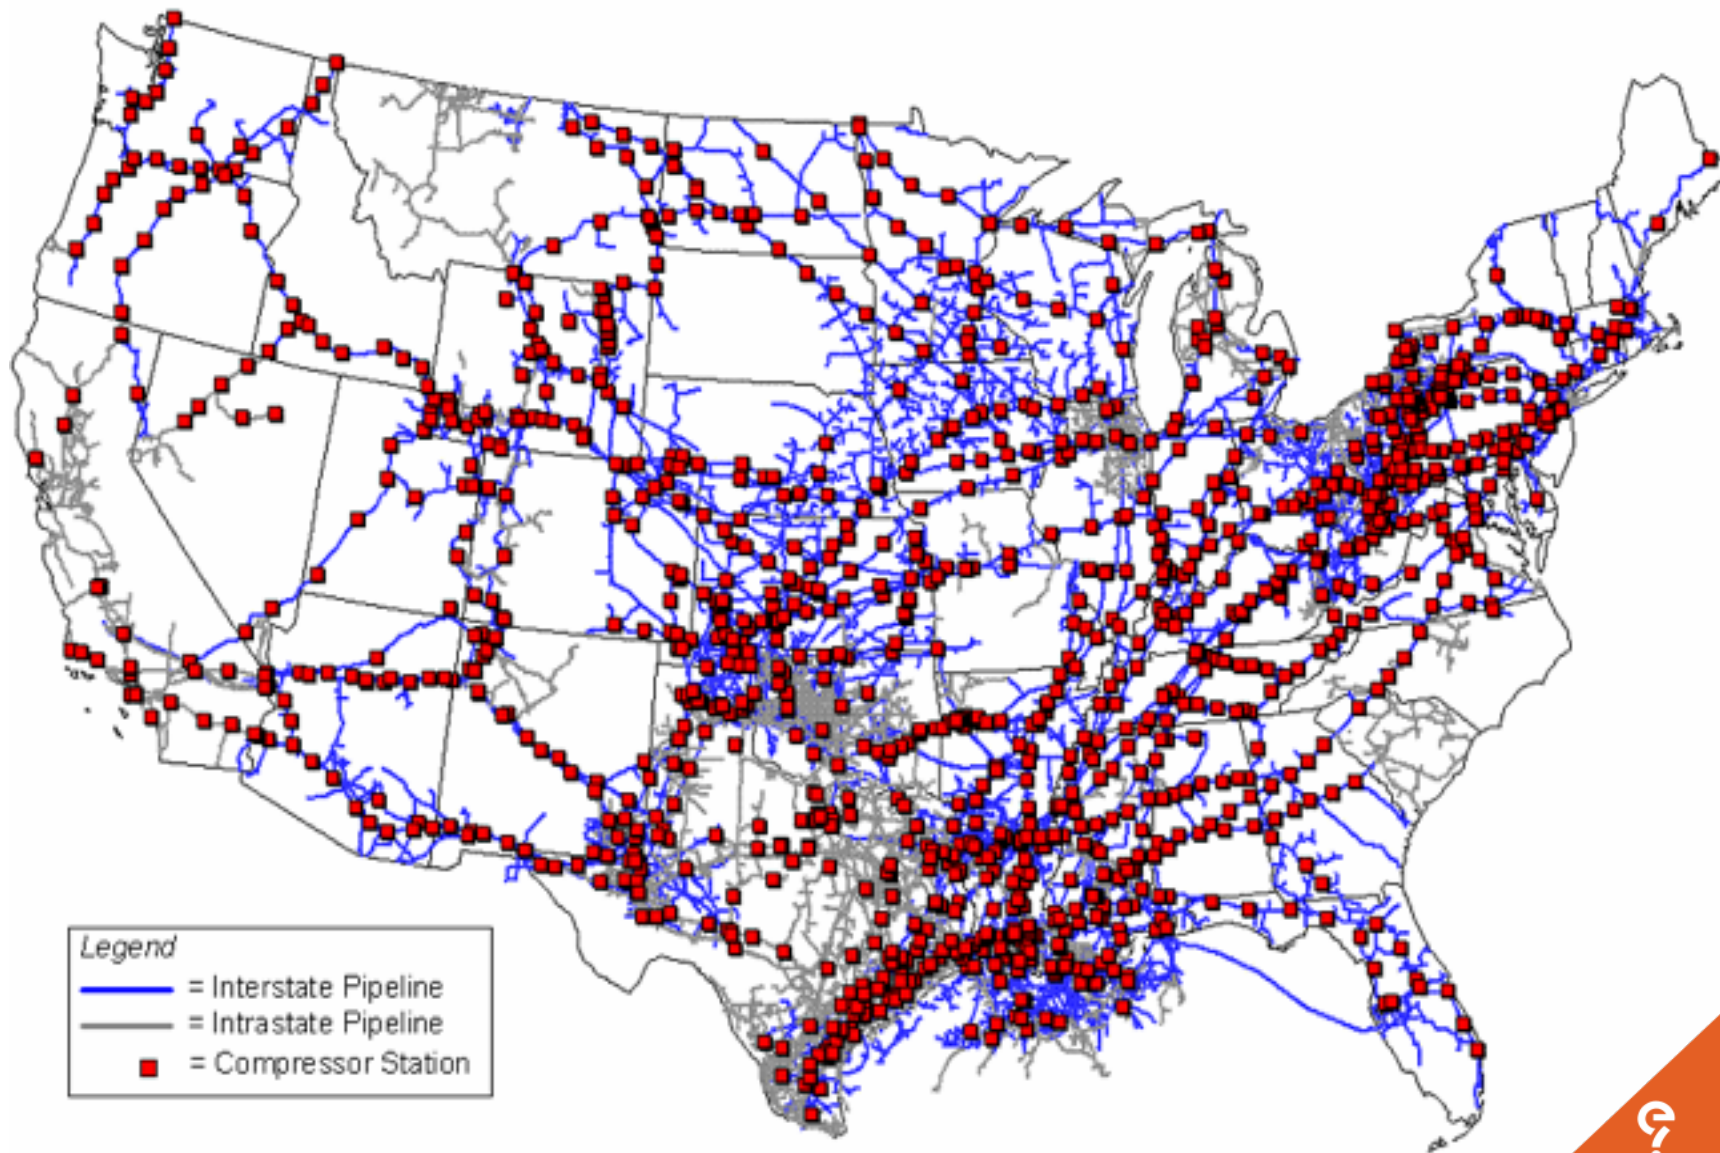 Legend
= Interstate Pipeline
= Intrastate Pipeline
= Compressor Station